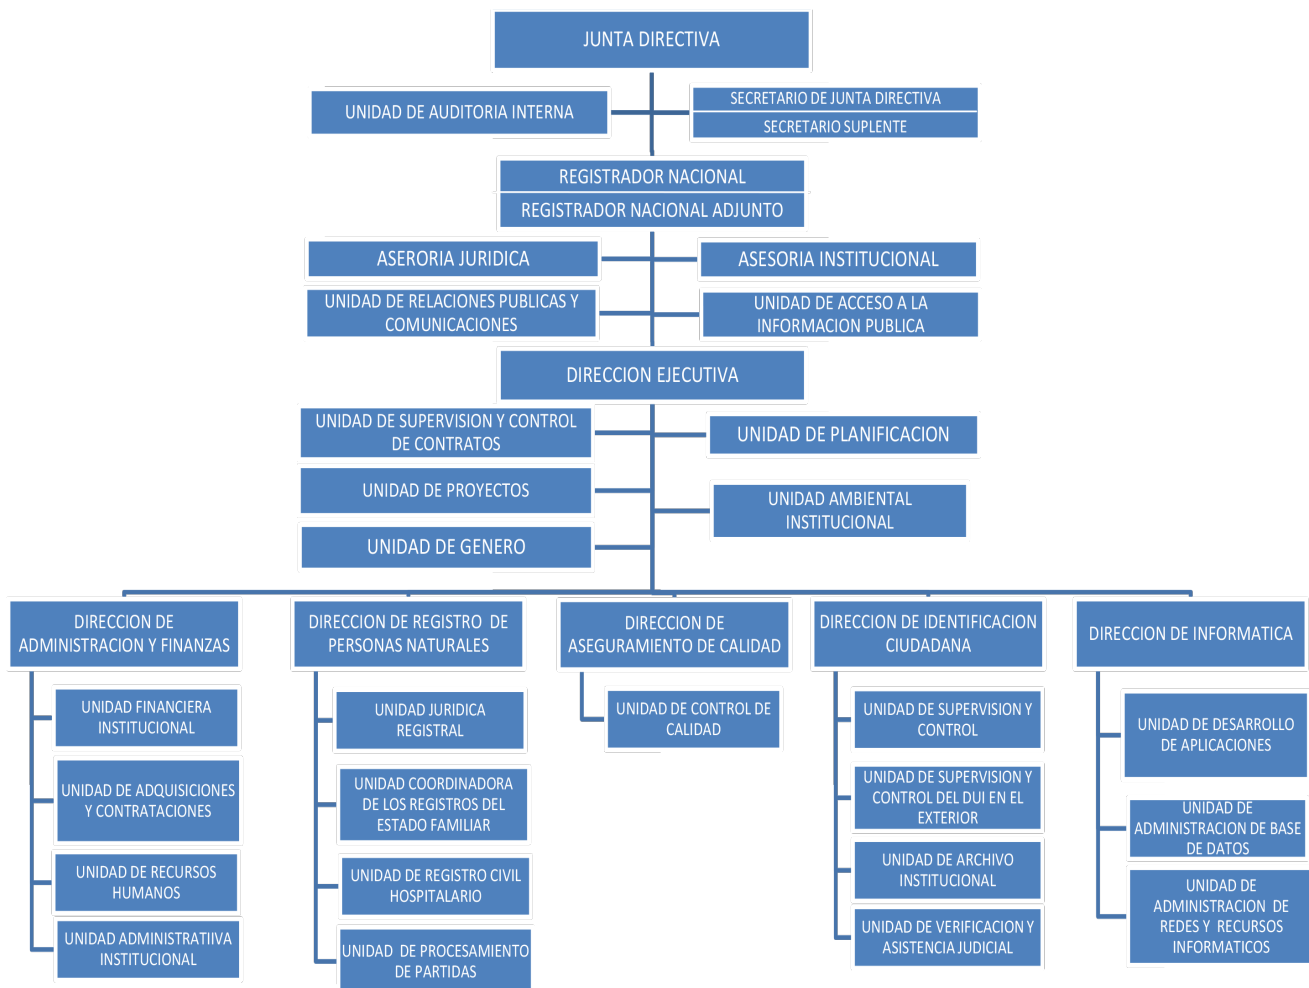 JUNTA DIRECTIVA
UNIDAD DE AUDITORIA INTERNA
SECRETARIO DE JUNTA DIRECTIVA
SECRETARIO SUPLENTE
REGISTRADOR NACIONAL
REGISTRADOR NACIONAL ADJUNTO
ASERORIA JURIDICA
ASESORIA INSTITUCIONAL
UNIDAD DE RELACIONES PUBLICAS Y
COMUNICACIONES
UNIDAD DE ACCESO A LA
INFORMACION PUBLICA
DIRECCION EJECUTIVA
UNIDAD DE SUPERVISION Y CONTROL
DE CONTRATOS
UNIDAD DE PLANIFICACION
UNIDAD DE PROYECTOS
UNIDAD AMBIENTAL
INSTITUCIONAL
UNIDAD DE GENERO
DIRECCION DE
ADMINISTRACION Y FINANZAS
UNIDAD FINANCIERA
INSTITUCIONAL
UNIDAD DE ADQUISICIONES
Y CONTRATACIONES
UNIDAD DE RECURSOS
HUMANOS
UNIDAD ADMINISTRATIIVA
INSTITUCIONAL
DIRECCION DE REGISTRO DE
PERSONAS NATURALES
UNIDAD JURIDICA
REGISTRAL
UNIDAD COORDINADORA
DE LOS REGISTROS DEL
ESTADO FAMILIAR
UNIDAD DE REGISTRO CIVIL
HOSPITALARIO
UNIDAD DE PROCESAMIENTO
DE PARTIDAS
DIRECCION DE
ASEGURAMIENTO DE CALIDAD
UNIDAD DE CONTROL DE
CALIDAD
DIRECCION DE IDENTIFICACION
CIUDADANA
UNIDAD DE SUPERVISION Y
CONTROL
UNIDAD DE SUPERVISION Y
CONTROL DEL DUI EN EL
EXTERIOR
UNIDAD DE ARCHIVO
INSTITUCIONAL
UNIDAD DE VERIFICACION Y
ASISTENCIA JUDICIAL
DIRECCION DE INFORMATICA
UNIDAD DE DESARROLLO
DE APLICACIONES
UNIDAD DE
ADMINISTRACION DE BASE
DE DATOS
UNIDAD DE
ADMINISTRACION DE
REDES Y RECURSOS
INFORMATICOS